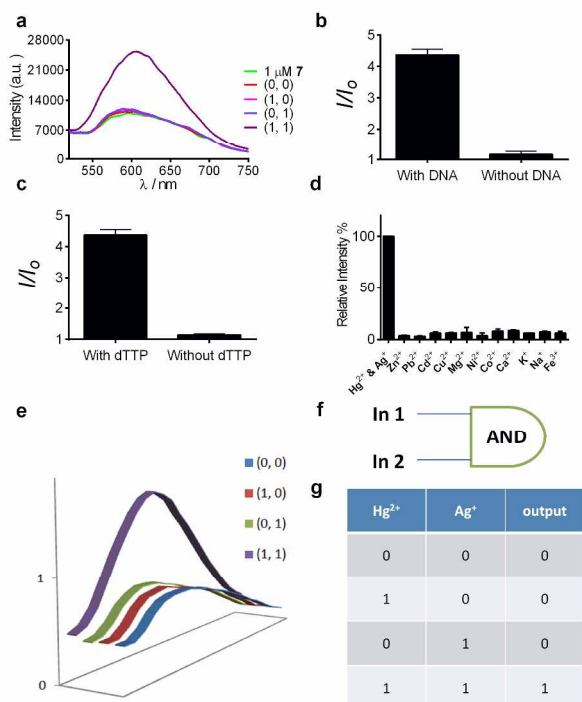 a
28000
21000
14000
7000
0
Intensity (a.u.)
550 600 650 700 750
λ / nm
1 μM 7
(0, 0)
(1, 0)
(0, 1)
(1, 1)
b
5
4
3
2
1
I/Io
With DNA Without DNA
c
5
4
3
2
1
I/Io
With dTTP Without dTTP
d
100
50
0
Relative Intensity %
Hg2+ & Ag+
Zn2+
Pb2+
Cd2+
Cu2+
Mg2+
Ni2+
Co2+
Ca2+
K+
Na+
Fe3+
e
1
0
(0, 0)
(1, 0)
(0, 1)
(1, 1)
f
In 1
In 2
AND
g
Hg2+ Ag+ output
0 0 0
1 0 0
0 1 0
1 1 1